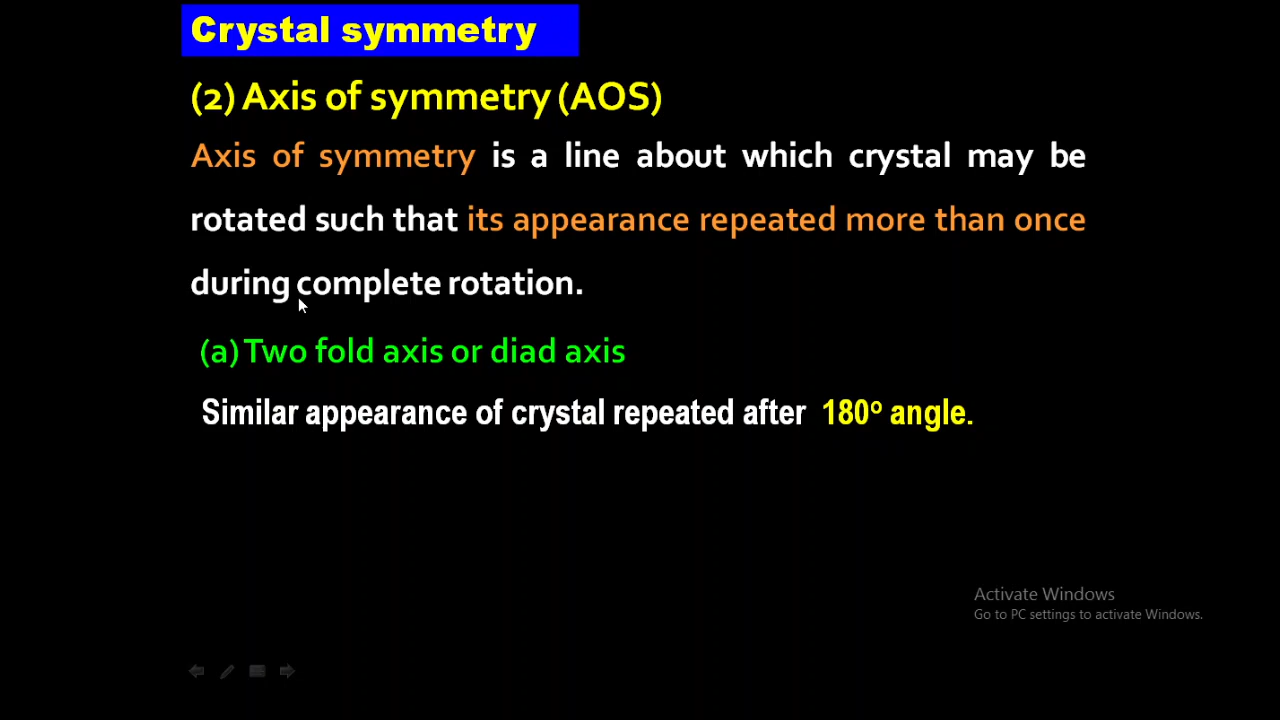 Crystal symmetry
(2) Axis of symmetry (AOS)
Axis of symmetry is a line about which crystal may be
rotated such that its appearance repeated more than once
during complete rotation.
(a) Two fold axis or diad axis
Similar appearance of crystal repeated after 180º angle.
Activate Windows
Go to PC settings to activate Windows.